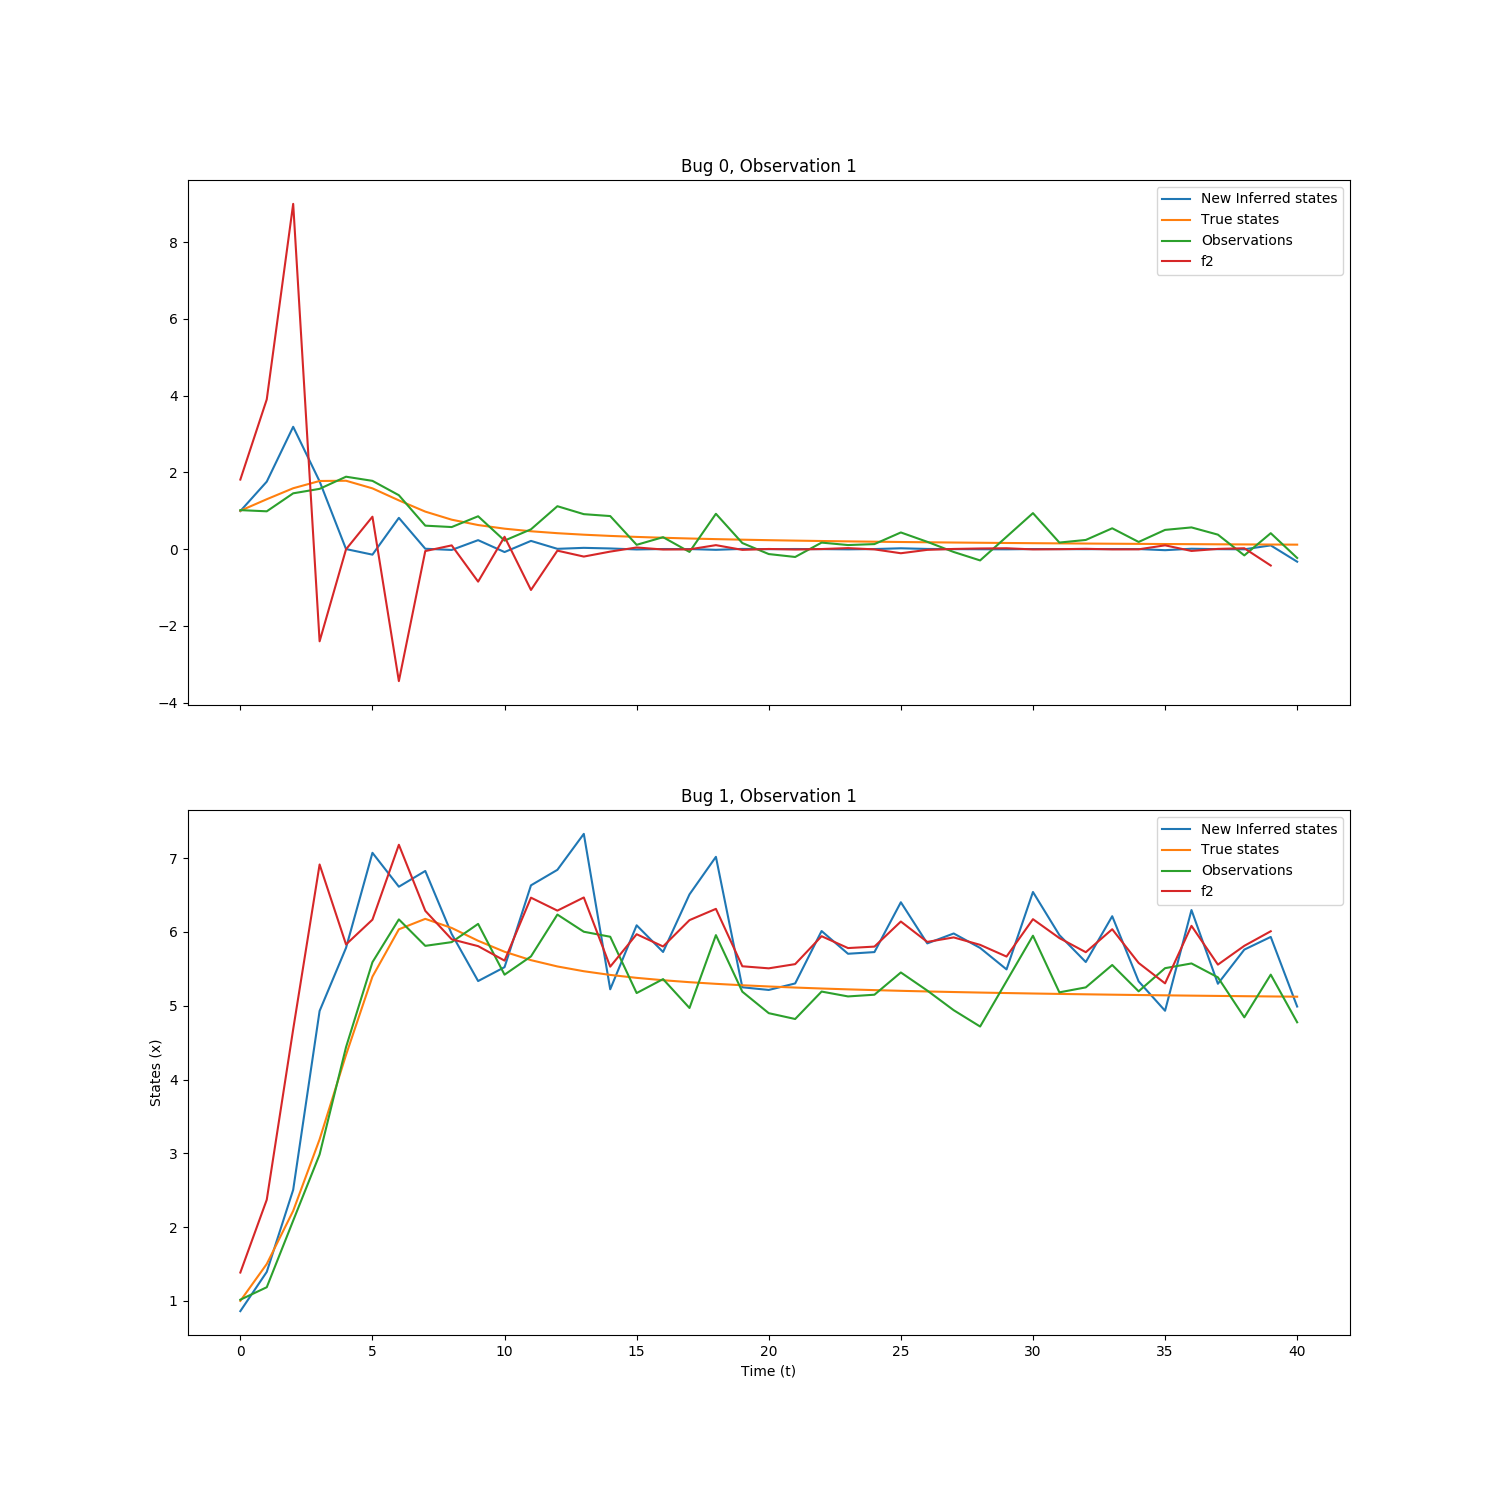 Bug 0, Observation 1
New Inferred states
True states
Observations
f2
8
6
4
2
0
−2
−4
Bug 1, Observation 1
New Inferred states
True states
Observations
f2
7
6
5
4
3
2
1
States (x)
0 5 10 15 20 25 30 35 40
Time (t)